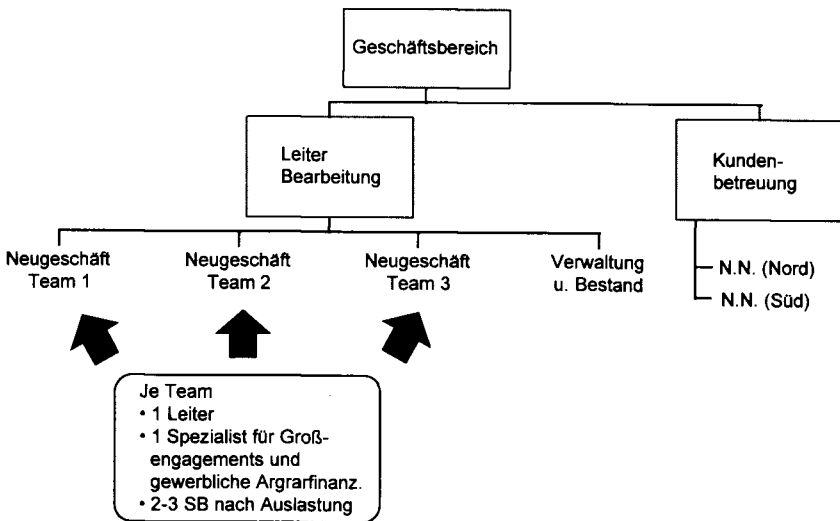 Geschäftsbereich
Leiter
Bearbeitung
Kunden-
betreuung
Neugeschäft
Team 1
Neugeschäft
Team 2
Neugeschäft
Team 3
Verwaltung
u. Bestand
N.N. (Nord)
N.N. (Süd)
Je Team
• 1 Leiter
• 1 Spezialist für Groß-
engagements und
gewerbliche Argrarfinanz.
• 2-3 SB nach Auslastung